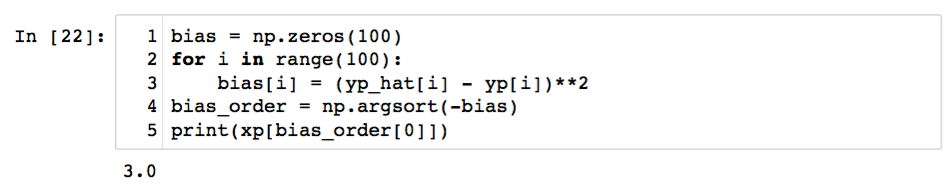 In [22]:
1 bias = np.zeros(100)
2 for i in range(100):
3     bias[i] = (yp_hat[i] - yp[i])**2
4 bias_order = np.argsort(-bias)
5 print(xp[bias_order[0]])
3.0